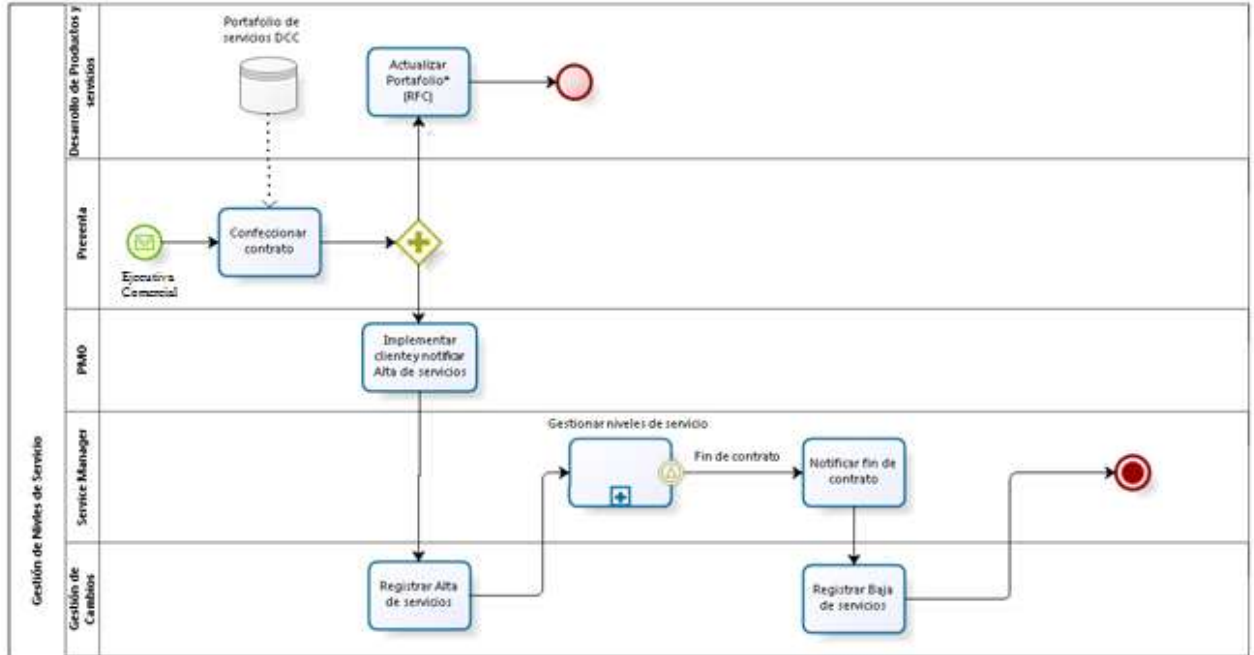 Gestión de Nivles de Servicio
Desarrollo de Productos y
servicios
Portafolio de
servicios DCC
Actualizar
Portafolio*
(RFC)
Preventa
Ejecutiva
Comercial
Confeccionar
contrato
PMO
Implementar
cliente y notificar
Alta de servicios
Service Manager
Gestionar niveles de servicio
Fin de contrato
Notificar fin de
contrato
Gestión de
Cambios
Registrar Alta
de servicios
Registrar Baja
de servicios